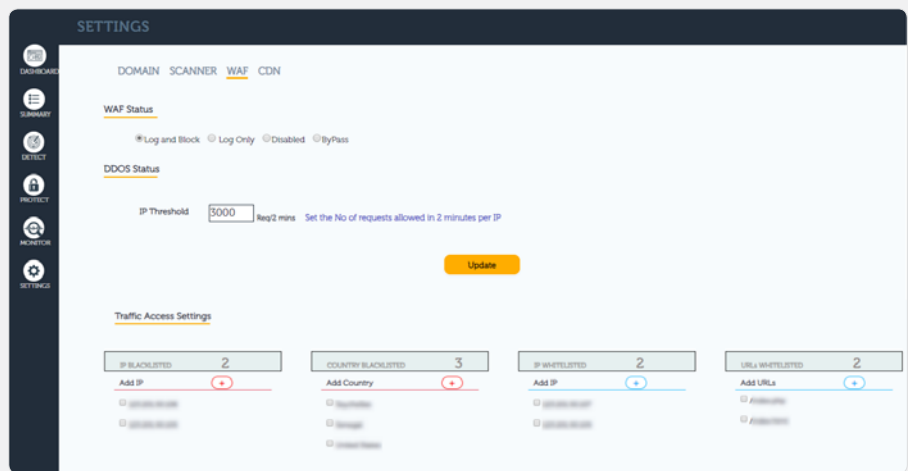 SETTINGS
DASHBOARD
SUMMARY
DETECT
PROTECT
MONITOR
SETTINGS
DOMAIN SCANNER WAF CDN
WAF Status
Log and Block Log Only Disabled ByPass
DDOS Status
IP Threshold 3000 Req/2 mins Set the No of requests allowed in 2 minutes per IP
Update
Traffic Access Settings
IP BLACKLISTED 2 COUNTRY BLACKLISTED 3 IP WHITELISTED 2 URLs WHITELISTED 2
Add IP + Add Country + Add IP + Add URLs +